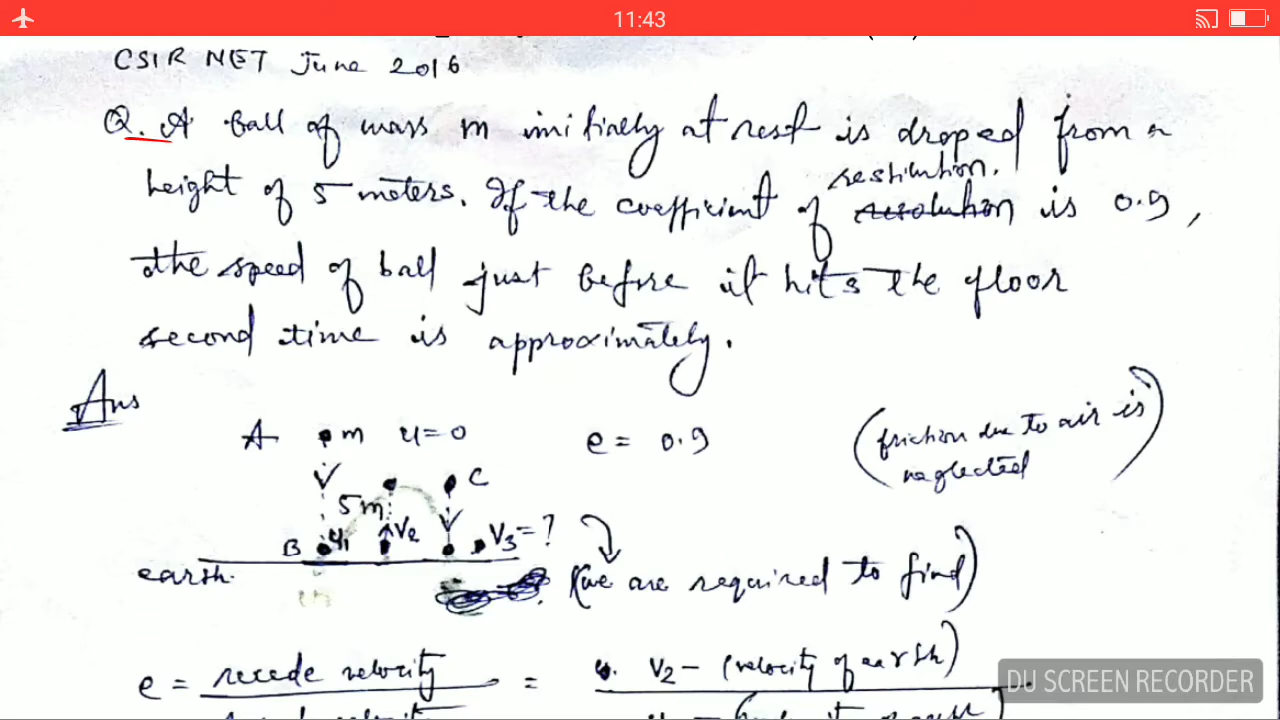 11:43
CSIR NET June 2016
Q. A ball of mass m initially at rest is droped from a
height of 5 meters. If the coefficient of resolution restitution. is 0.9,
the speed of ball just before it hits the floor
second time is approximately.
Ans
A m u=0 e = 0.9 (friction due to air is
neglected)
C
5m
B u1 V2 V3=?
earth. (we are required to find)
e = recede velocity = V2 - (velocity of earth)
DU SCREEN RECORDER